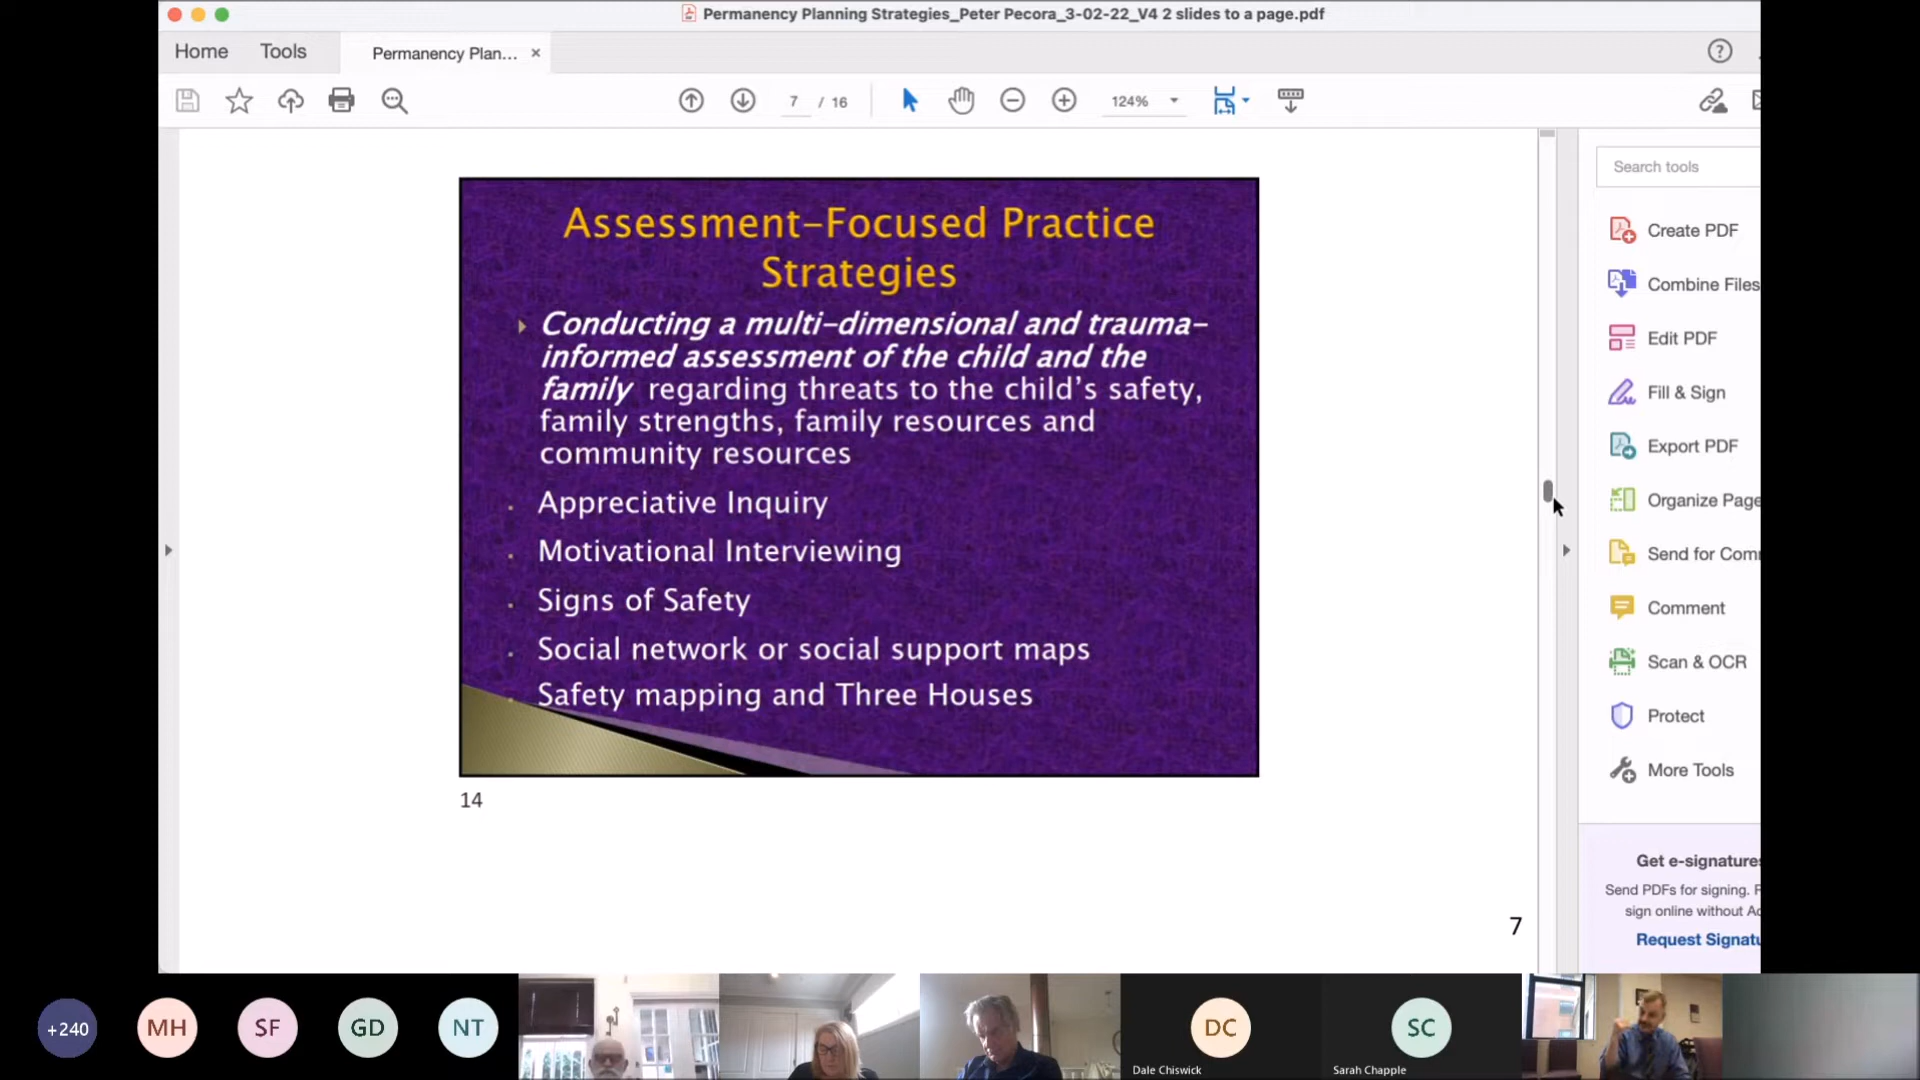 Permanency Planning Strategies_Peter Pecora_3-02-22_V4 2 slides to a page.pdf
Home
Tools
Permanency Plan...
7 / 16
124%
Search tools
Assessment-Focused Practice
Strategies
Conducting a multi-dimensional and trauma-
informed assessment of the child and the
family regarding threats to the child's safety,
family strengths, family resources and
community resources
Appreciative Inquiry
Motivational Interviewing
Signs of Safety
Social network or social support maps
Safety mapping and Three Houses
14
7
Create PDF
Combine Files
Edit PDF
Fill & Sign
Export PDF
Organize Page
Send for Com
Comment
Scan & OCR
Protect
More Tools
Get e-signatures
Send PDFs for signing.
sign online without
Request Signatu
+240
MH
SF
GD
NT
DC
Dale Chiswick
SC
Sarah Chapple